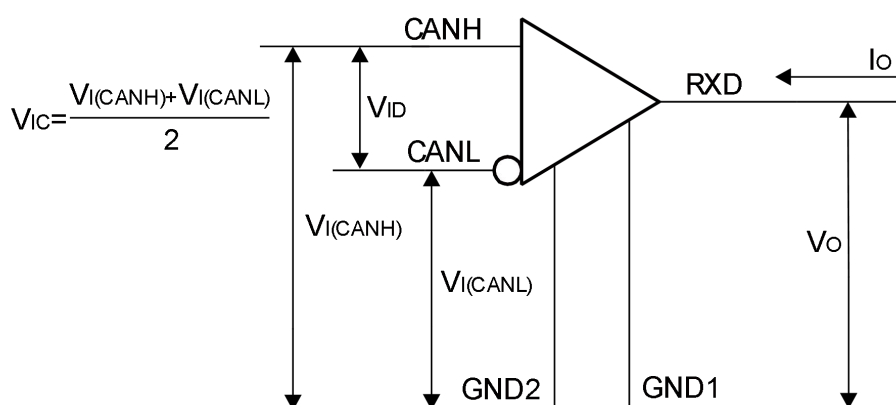 CANH
IO
VI(CANH)+VI(CANL)
VIC=
2
VID
RXD
CANL
VI(CANH)
VO
VI(CANL)
GND2
GND1